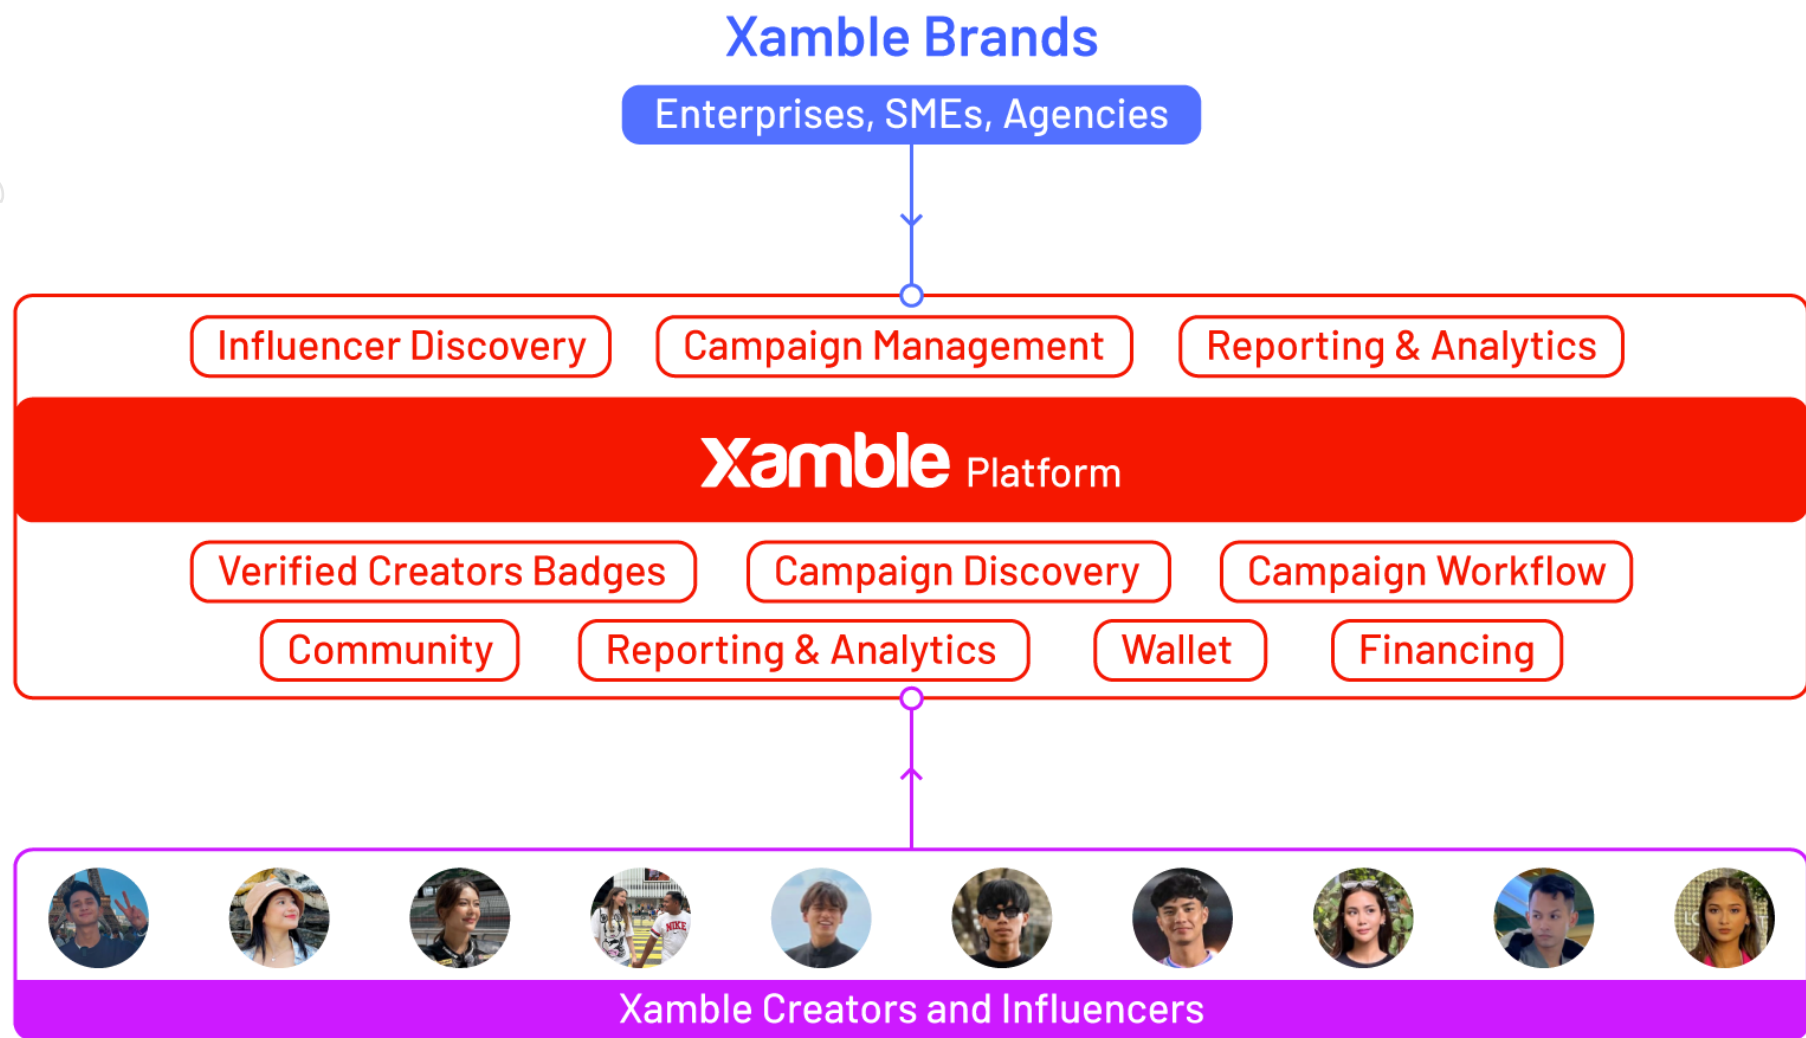 Xamble Brands
Enterprises, SMEs, Agencies
Influencer Discovery
Campaign Management
Reporting & Analytics
xamble Platform
Verified Creators Badges
Campaign Discovery
Campaign Workflow
Community
Reporting & Analytics
Wallet
Financing
NIKE
Xamble Creators and Influencers